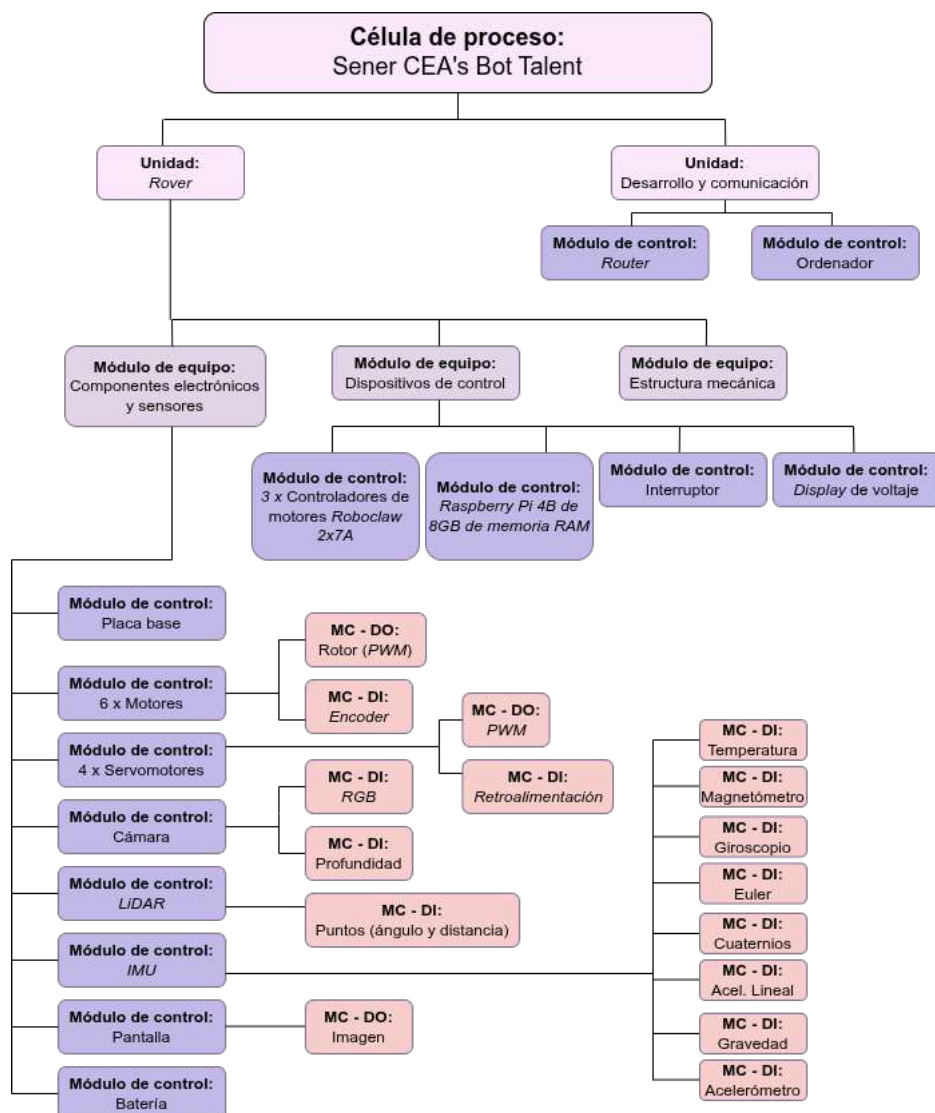 Célula de proceso:
Sener CEA's Bot Talent
Unidad:
Rover
Unidad:
Desarrollo y comunicación
Módulo de control:
Router
Módulo de control:
Ordenador
Módulo de equipo:
Componentes electrónicos
y sensores
Módulo de equipo:
Dispositivos de control
Módulo de equipo:
Estructura mecánica
Módulo de control:
3 x Controladores de
motores Roboclaw
2x7A
Módulo de control:
Raspberry Pi 4B de
8GB de memoria RAM
Módulo de control:
Interruptor
Módulo de control:
Display de voltaje
Módulo de control:
Placa base
Módulo de control:
6 x Motores
MC - DO:
Rotor (PWM)
MC - DI:
Encoder
Módulo de control:
4 x Servomotores
MC - DO:
PWM
MC - DI:
Retroalimentación
Módulo de control:
Cámara
MC - DI:
RGB
MC - DI:
Profundidad
Módulo de control:
LiDAR
MC - DI:
Puntos (ángulo y distancia)
Módulo de control:
IMU
MC - DI:
Temperatura
MC - DI:
Magnetómetro
MC - DI:
Giroscopio
MC - DI:
Euler
MC - DI:
Cuaternios
MC - DI:
Acel. Lineal
MC - DI:
Gravedad
MC - DI:
Acelerómetro
Módulo de control:
Pantalla
MC - DO:
Imagen
Módulo de control:
Batería